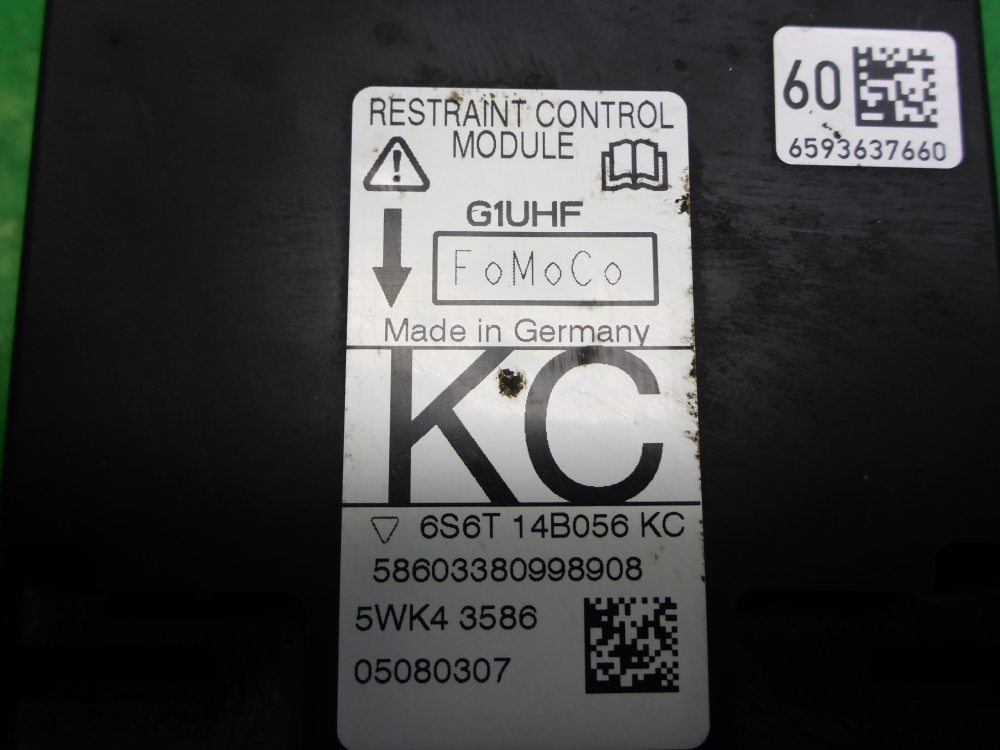 60
6593637660
RESTRAINT CONTROL
MODULE
G1UHF
FoMoCo
Made in Germany
KC
6S6T 14B056 KC
58603380998908
5WK4 3586
05080307